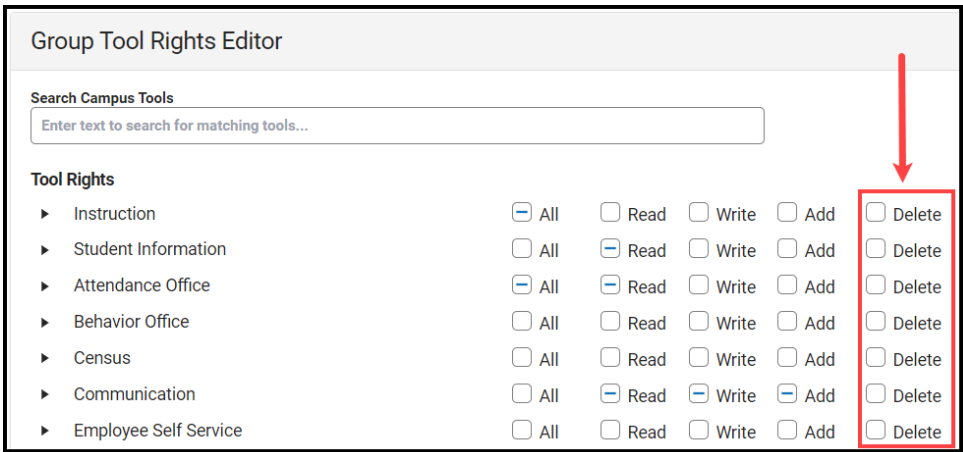 Group Tool Rights Editor
Search Campus Tools
Enter text to search for matching tools...
Tool Rights
Instruction All Read Write Add Delete
Student Information All Read Write Add Delete
Attendance Office All Read Write Add Delete
Behavior Office All Read Write Add Delete
Census All Read Write Add Delete
Communication All Read Write Add Delete
Employee Self Service All Read Write Add Delete